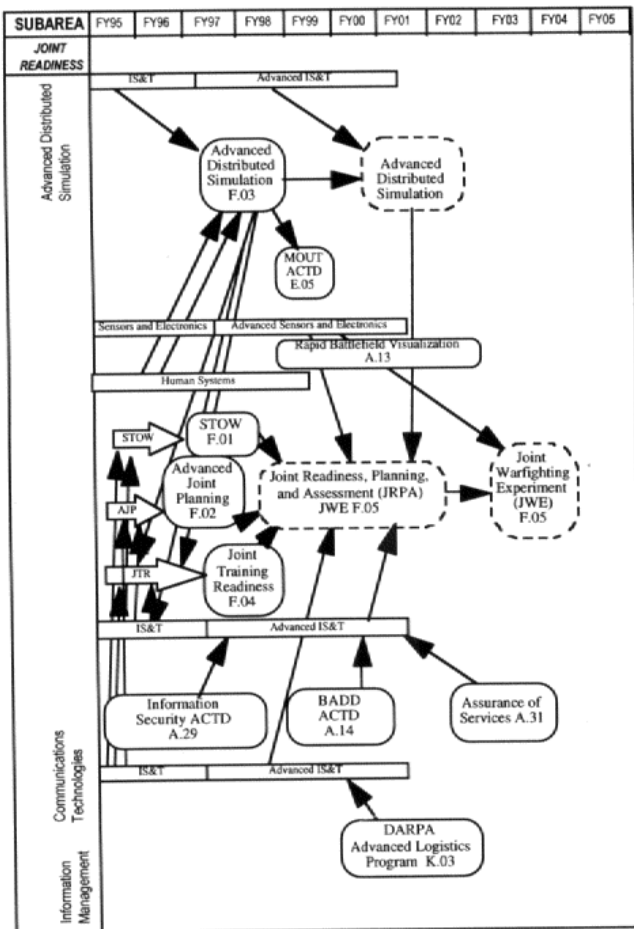 SUBAREA FY95 FY96 FY97 FY98 FY99 FY00 FY01 FY02 FY03 FY04 FY05
JOINT
READINESS
IS&T Advanced IS&T
Advanced Distributed
Simulation
Advanced
Distributed
Simulation
F.03
Advanced
Distributed
Simulation
MOUT
ACTD
E.05
Sensors and Electronics Advanced Sensors and Electronics
Rapid Battlefield Visualization
A.13
Human Systems
STOW
STOW
F.01
AJP
Advanced
Joint
Planning
F.02
Joint Readiness, Planning,
and Assessment (JRPA)
JWE F.05
Joint
Warfighting
Experiment
(JWE)
F.05
JTR
Joint
Training
Readiness
F.04
IS&T Advanced IS&T
Information
Security ACTD
A.29
BADD
ACTD
A.14
Assurance of
Services A.31
Communications
Technologies
IS&T Advanced IS&T
DARPA
Advanced Logistics
Program K.03
Information
Management